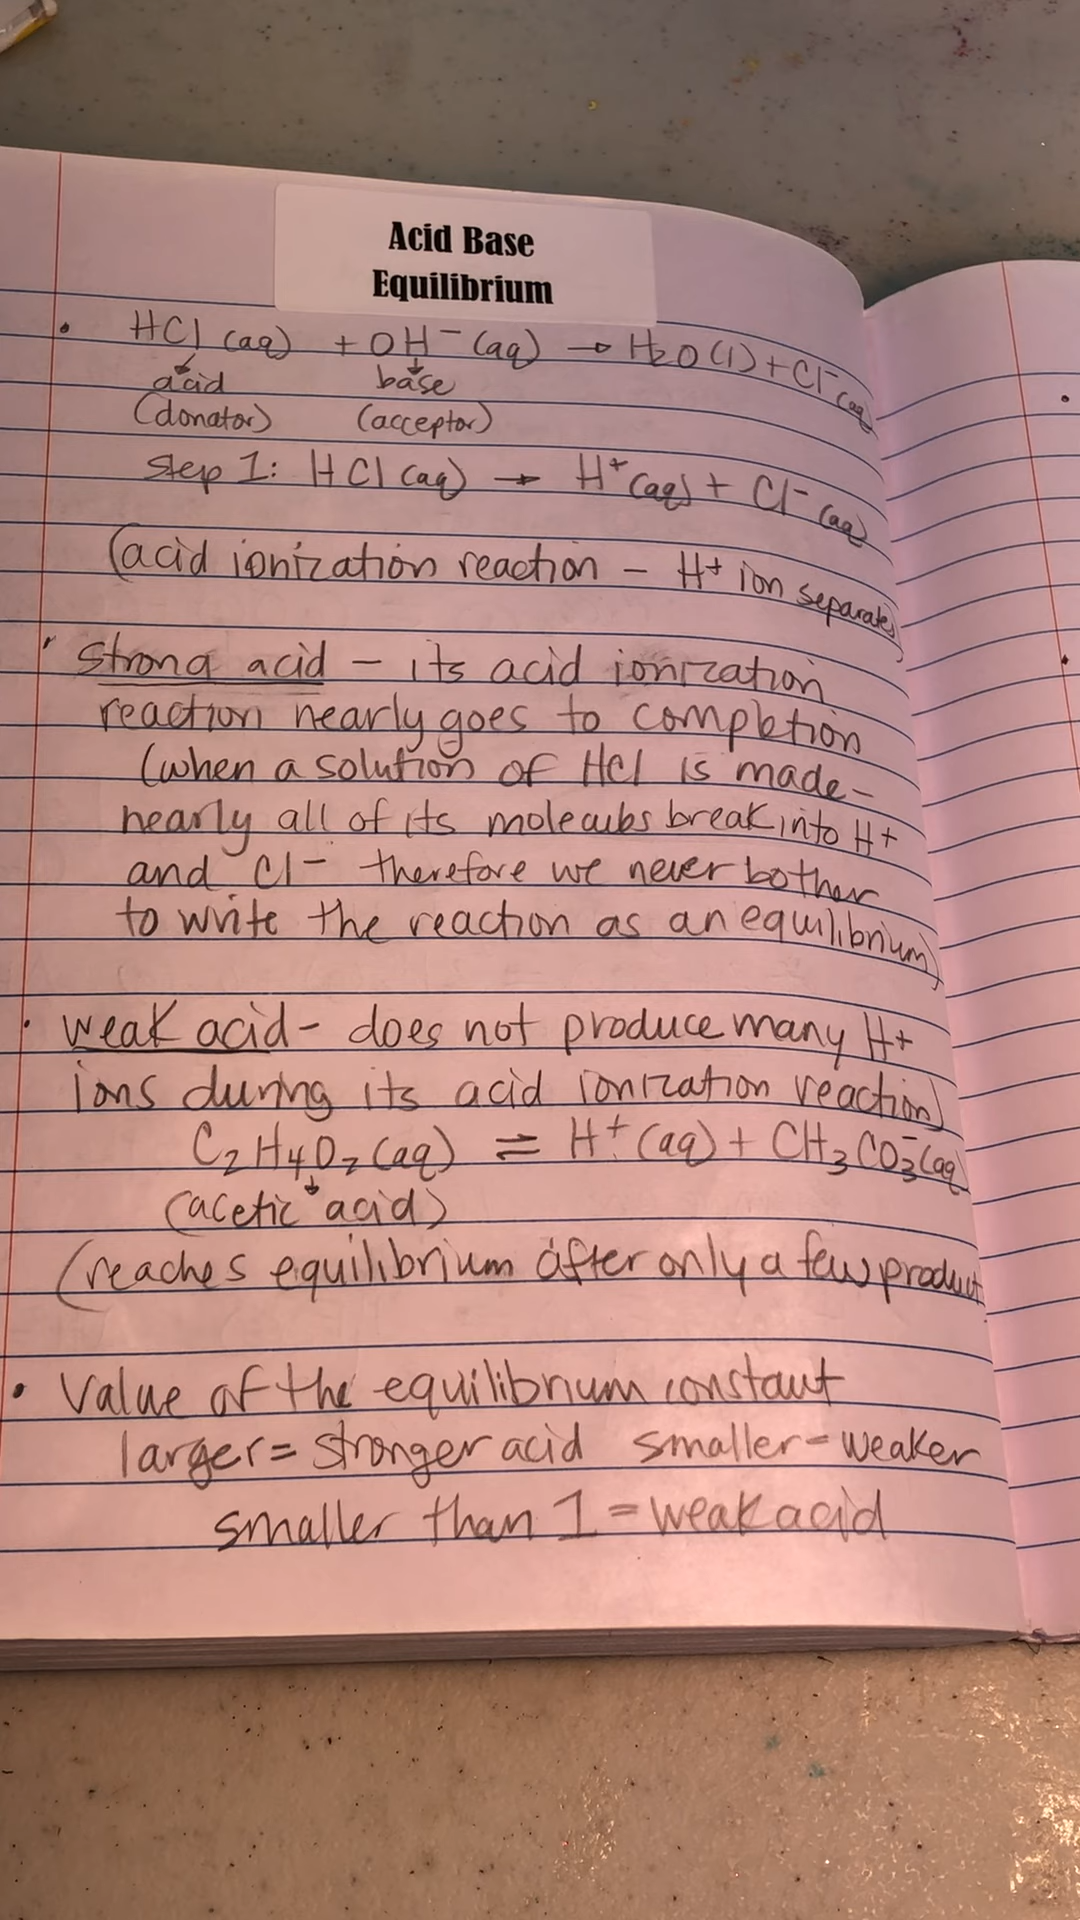 Acid Base
Equilibrium
• HCl (aq) + OH⁻ (aq) → H₂O (l) + Cl⁻ (aq)
acid base
(donator) (acceptor)
Step 1: HCl (aq) → H⁺ (aq) + Cl⁻ (aq)
(acid ionization reaction – H⁺ ion separates)
• strong acid – its acid ionization
reaction nearly goes to completion
(when a solution of HCl is made –
nearly all of its molecules break into H+
and Cl⁻ therefore we never bother
to write the reaction as an equilibrium)
• weak acid – does not produce many H+
ions during its acid ionization reaction)
C₂H₄O₂ (aq) ⇌ H⁺ (aq) + CH₃CO₃⁻ (aq)
(acetic acid)
(reaches equilibrium after only a few product
• Value of the equilibrium constant
larger = stronger acid smaller = weaker
smaller than 1 = weak acid